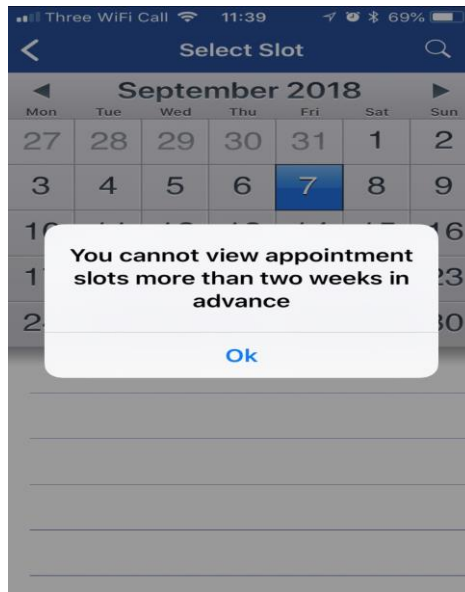 Three WiFi Call 11:39 69%
Select Slot
September 2018
Mon Tue Wed Thu Fri Sat Sun
27 28 29 30 31 1 2
3 4 5 6 7 8 9
You cannot view appointment
slots more than two weeks in
advance
Ok